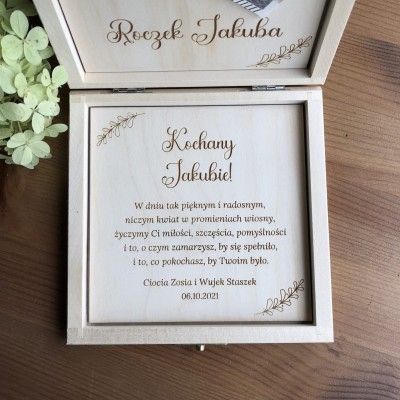 Roczek Jakuba
Kochany
Jakubie!
W dniu tak pięknym i radosnym,
niczym kwiat w promieniach wiosny,
życzymy Ci miłości, szczęścia, pomyślności
i to, o czym zamarzysz, by się spełniło,
i to, co pokochasz, by Twoim było.
Ciocia Zosia i Wujek Staszek
06.10.2021